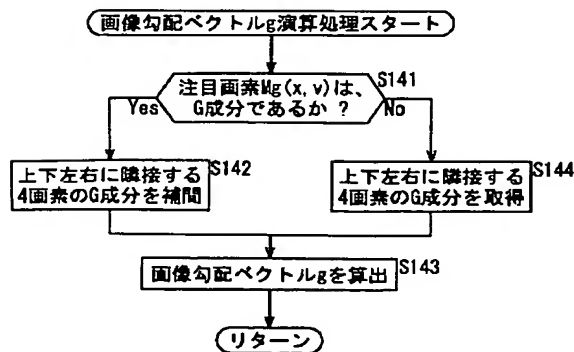 画像勾配ベクトルg演算処理スタート
S141
注目画素Mg(x,v)は、
G成分であるか ?
Yes
No
S142
上下左右に隣接する
4画素のG成分を補間
S144
上下左右に隣接する
4画素のG成分を取得
S143
画像勾配ベクトルgを算出
リターン